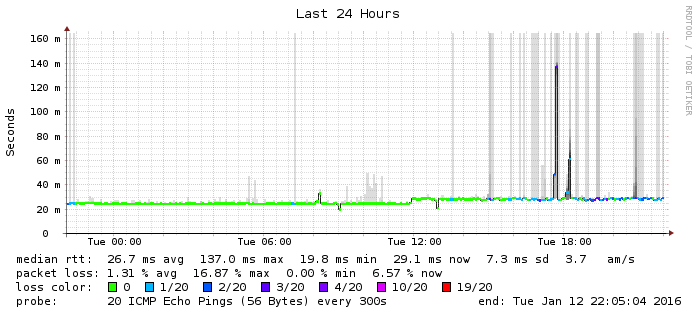 Last 24 Hours
RRDTOOL / TOBI OETIKER
Seconds
160 m
140 m
120 m
100 m
80 m
60 m
40 m
20 m
0
Tue 00:00 Tue 06:00 Tue 12:00 Tue 18:00
median rtt: 26.7 ms avg 137.0 ms max 19.8 ms min 29.1 ms now 7.3 ms sd 3.7 am/s
packet loss: 1.31 % avg 16.87 % max 0.00 % min 6.57 % now
loss color: 0 1/20 2/20 3/20 4/20 10/20 19/20
probe: 20 ICMP Echo Pings (56 Bytes) every 300s end: Tue Jan 12 22:05:04 2016